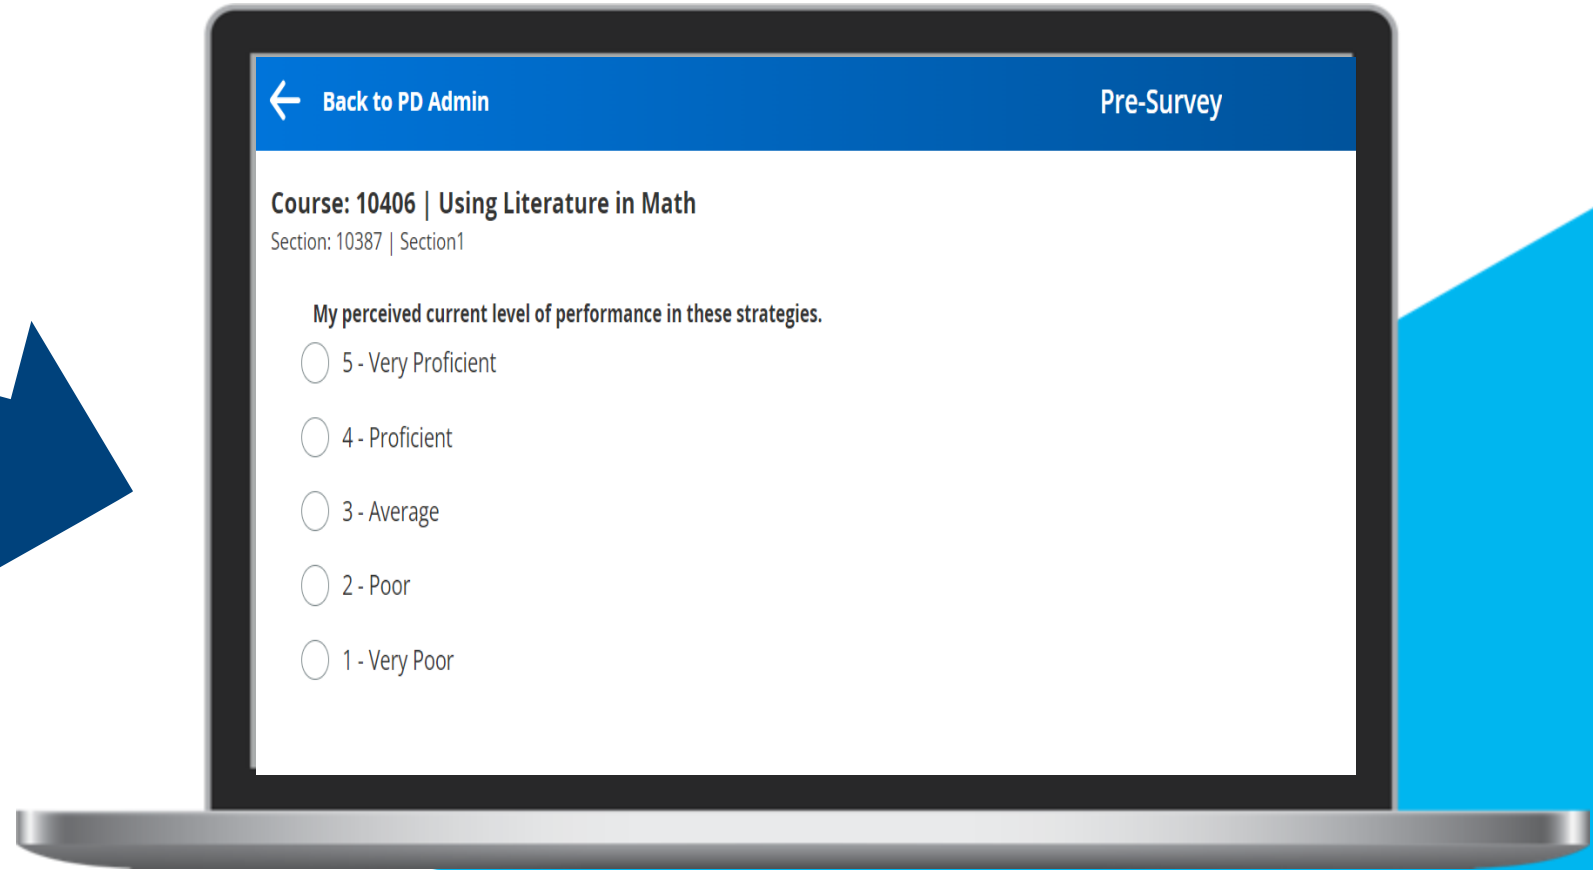 Back to PD Admin
Pre-Survey
Course: 10406 | Using Literature in Math
Section: 10387 | Section1
My perceived current level of performance in these strategies.
5 - Very Proficient
4 - Proficient
3 - Average
2 - Poor
1 - Very Poor